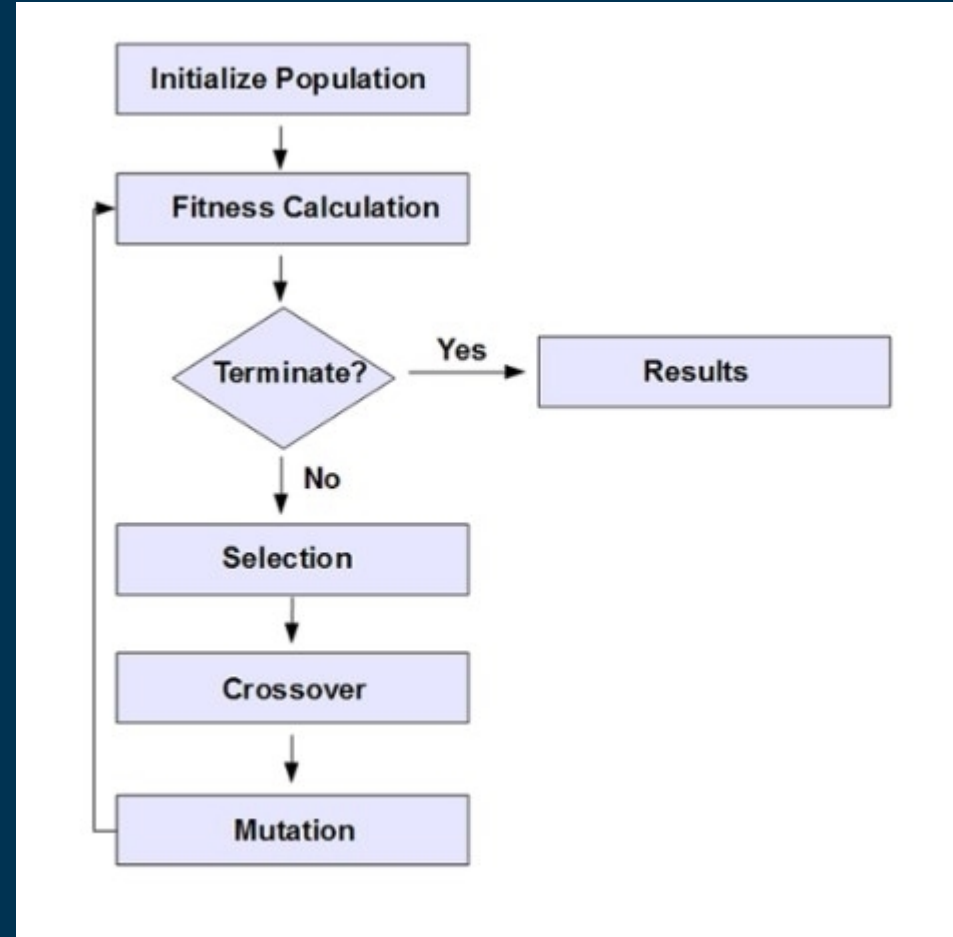 Initialize Population
Fitness Calculation
Terminate?
Yes
Results
No
Selection
Crossover
Mutation